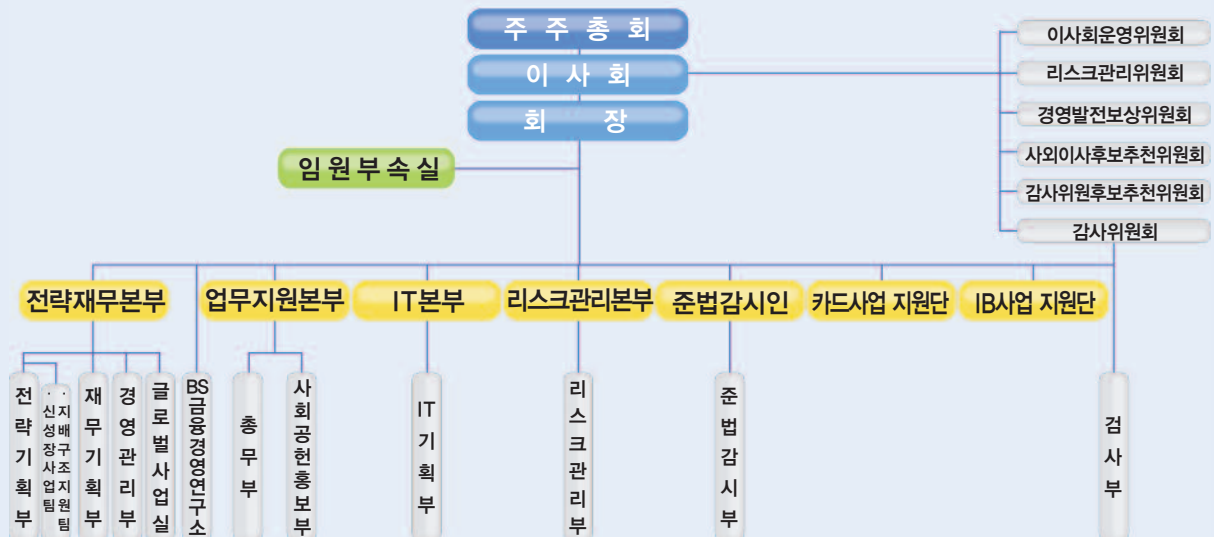 주 주 총 회
이 사 회
회 장
임원부속실
이사회운영위원회
리스크관리위원회
경영발전보상위원회
사외이사후보추천위원회
감사위원후보추천위원회
감사위원회
전략재무본부
업무지원본부
IT본부
리스크관리본부
준법감시인
카드사업 지원단
IB사업 지원단
전략기획부
·신성장사업팀
·지배구조지원팀
재무기획부
경영관리부
글로벌사업실
BS금융경영연구소
총무부
사회공헌홍보부
IT기획부
리스크관리부
준법감시부
검사부